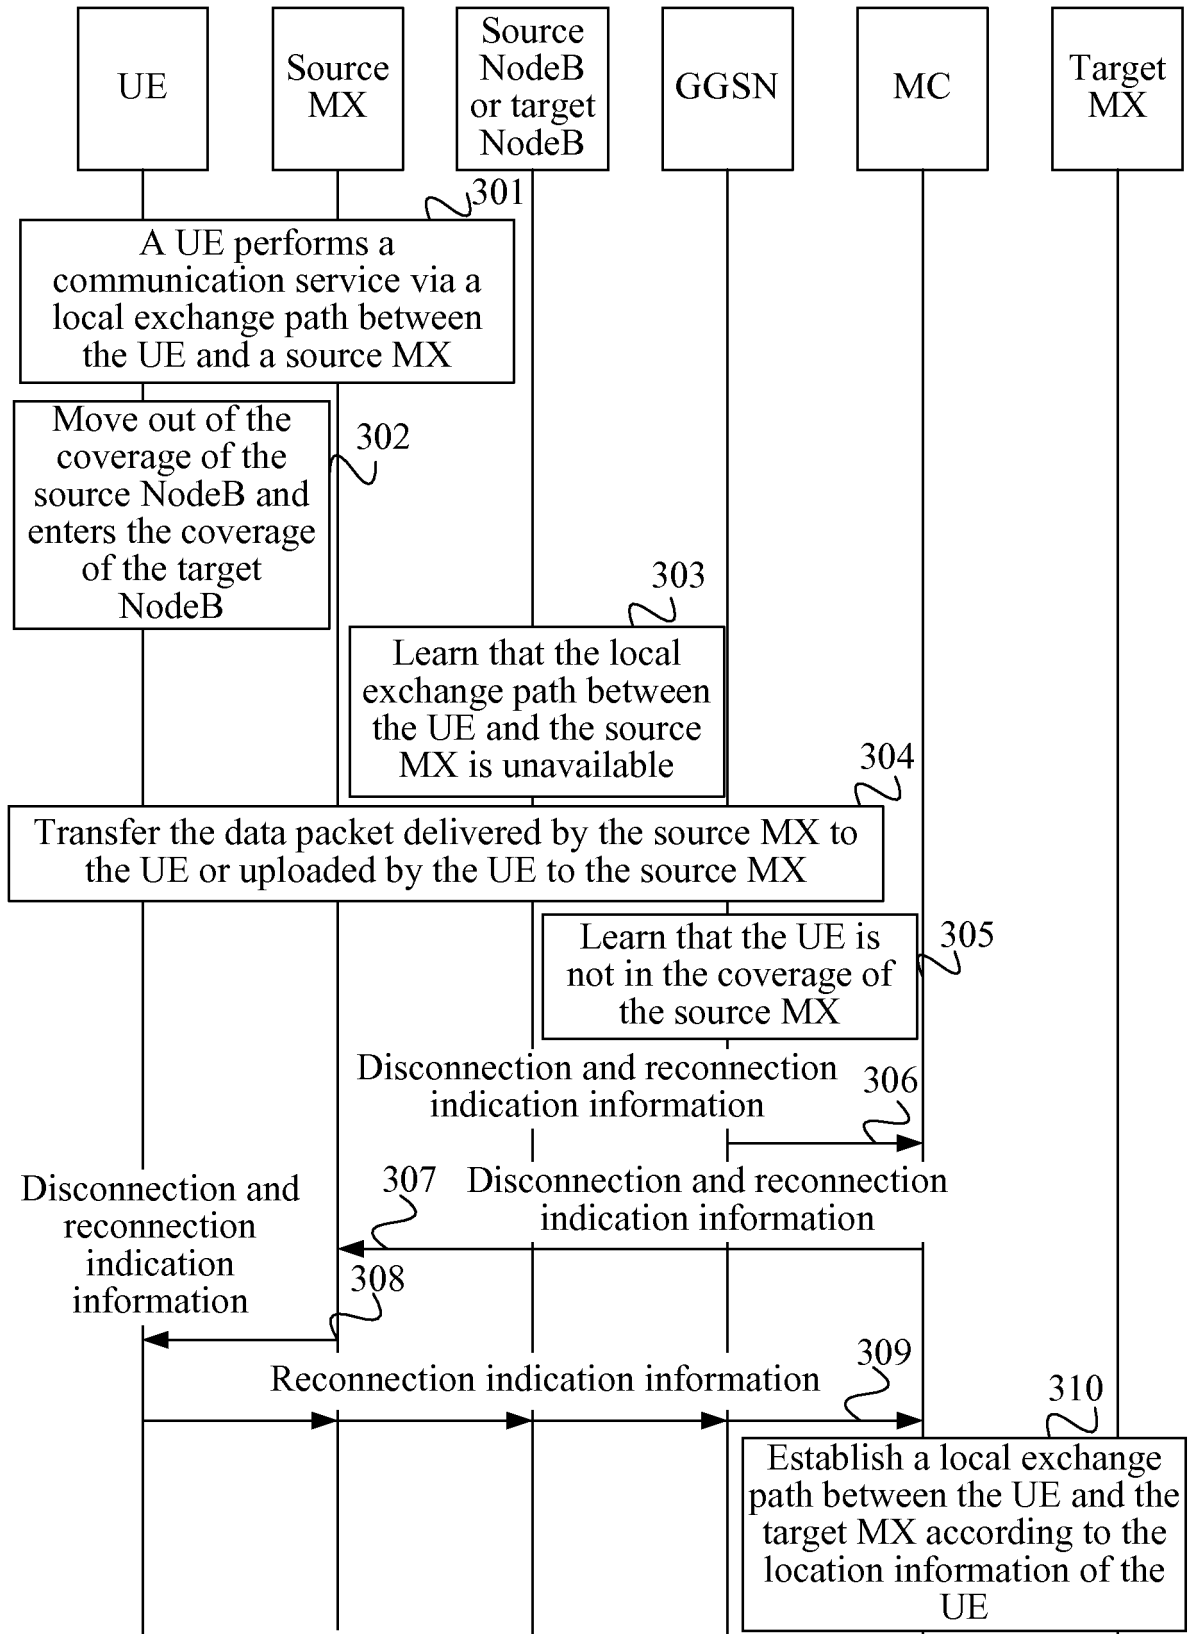 UE
Source
MX
Source
NodeB
or target
NodeB
GGSN
MC
Target
MX
301
A UE performs a
communication service via a
local exchange path between
the UE and a source MX
302
Move out of the
coverage of the
source NodeB and
enters the coverage
of the target
NodeB
303
Learn that the local
exchange path between
the UE and the source
MX is unavailable
304
Transfer the data packet delivered by the source MX to
the UE or uploaded by the UE to the source MX
305
Learn that the UE is
not in the coverage of
the source MX
Disconnection and reconnection
indication information
306
Disconnection and reconnection
indication information
307
Disconnection and
reconnection
indication
information
308
Reconnection indication information
309
310
Establish a local exchange
path between the UE and the
target MX according to the
location information of the
UE